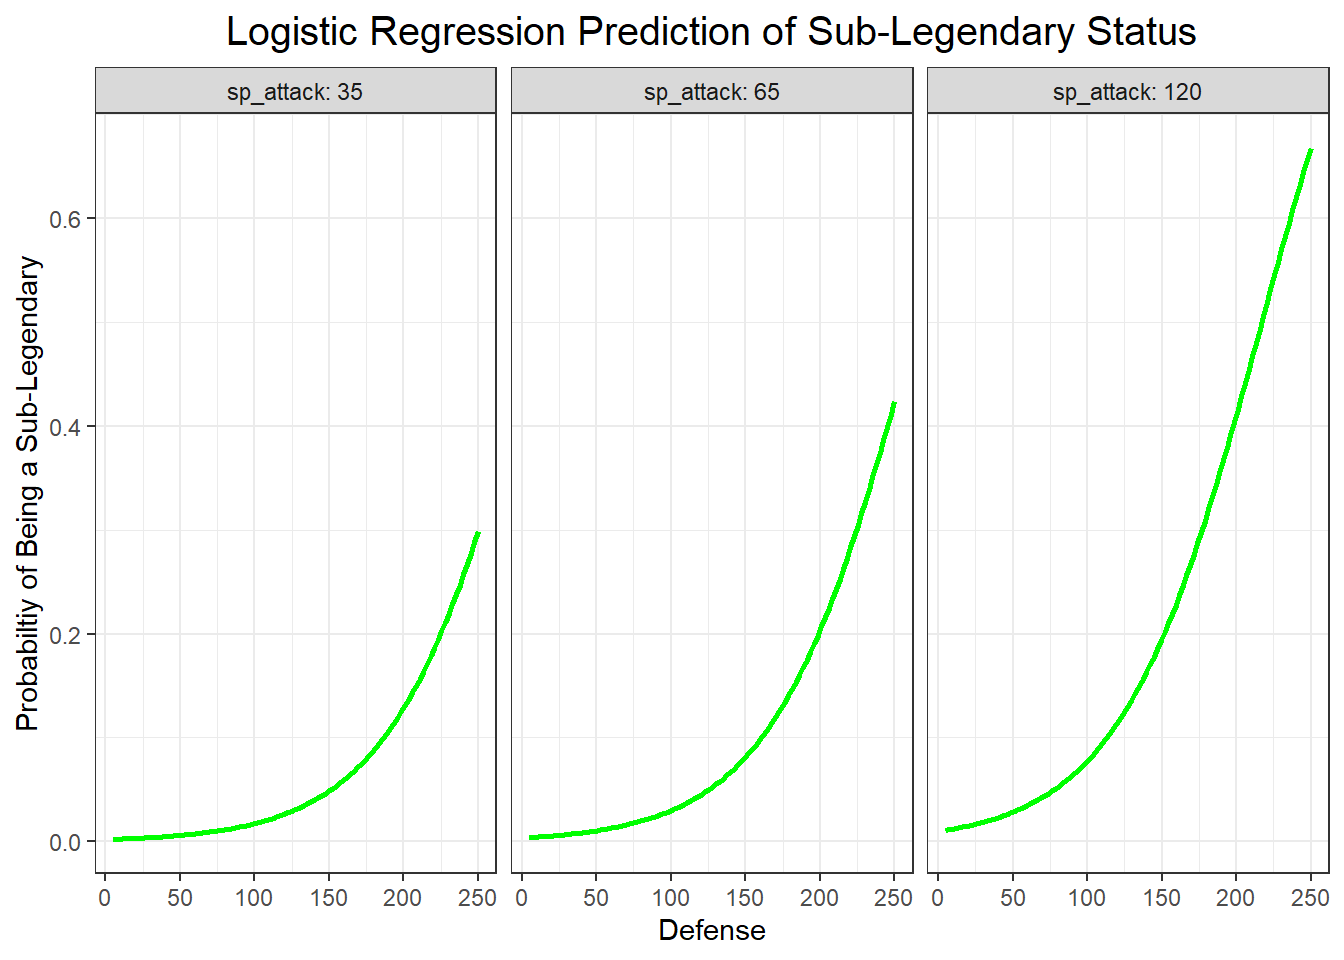 Logistic Regression Prediction of Sub-Legendary Status
sp_attack: 35
sp_attack: 65
sp_attack: 120
Probabiltiy of Being a Sub-Legendary
0.6
0.4
0.2
0.0
0 50 100 150 200 250
0 50 100 150 200 250
0 50 100 150 200 250
Defense